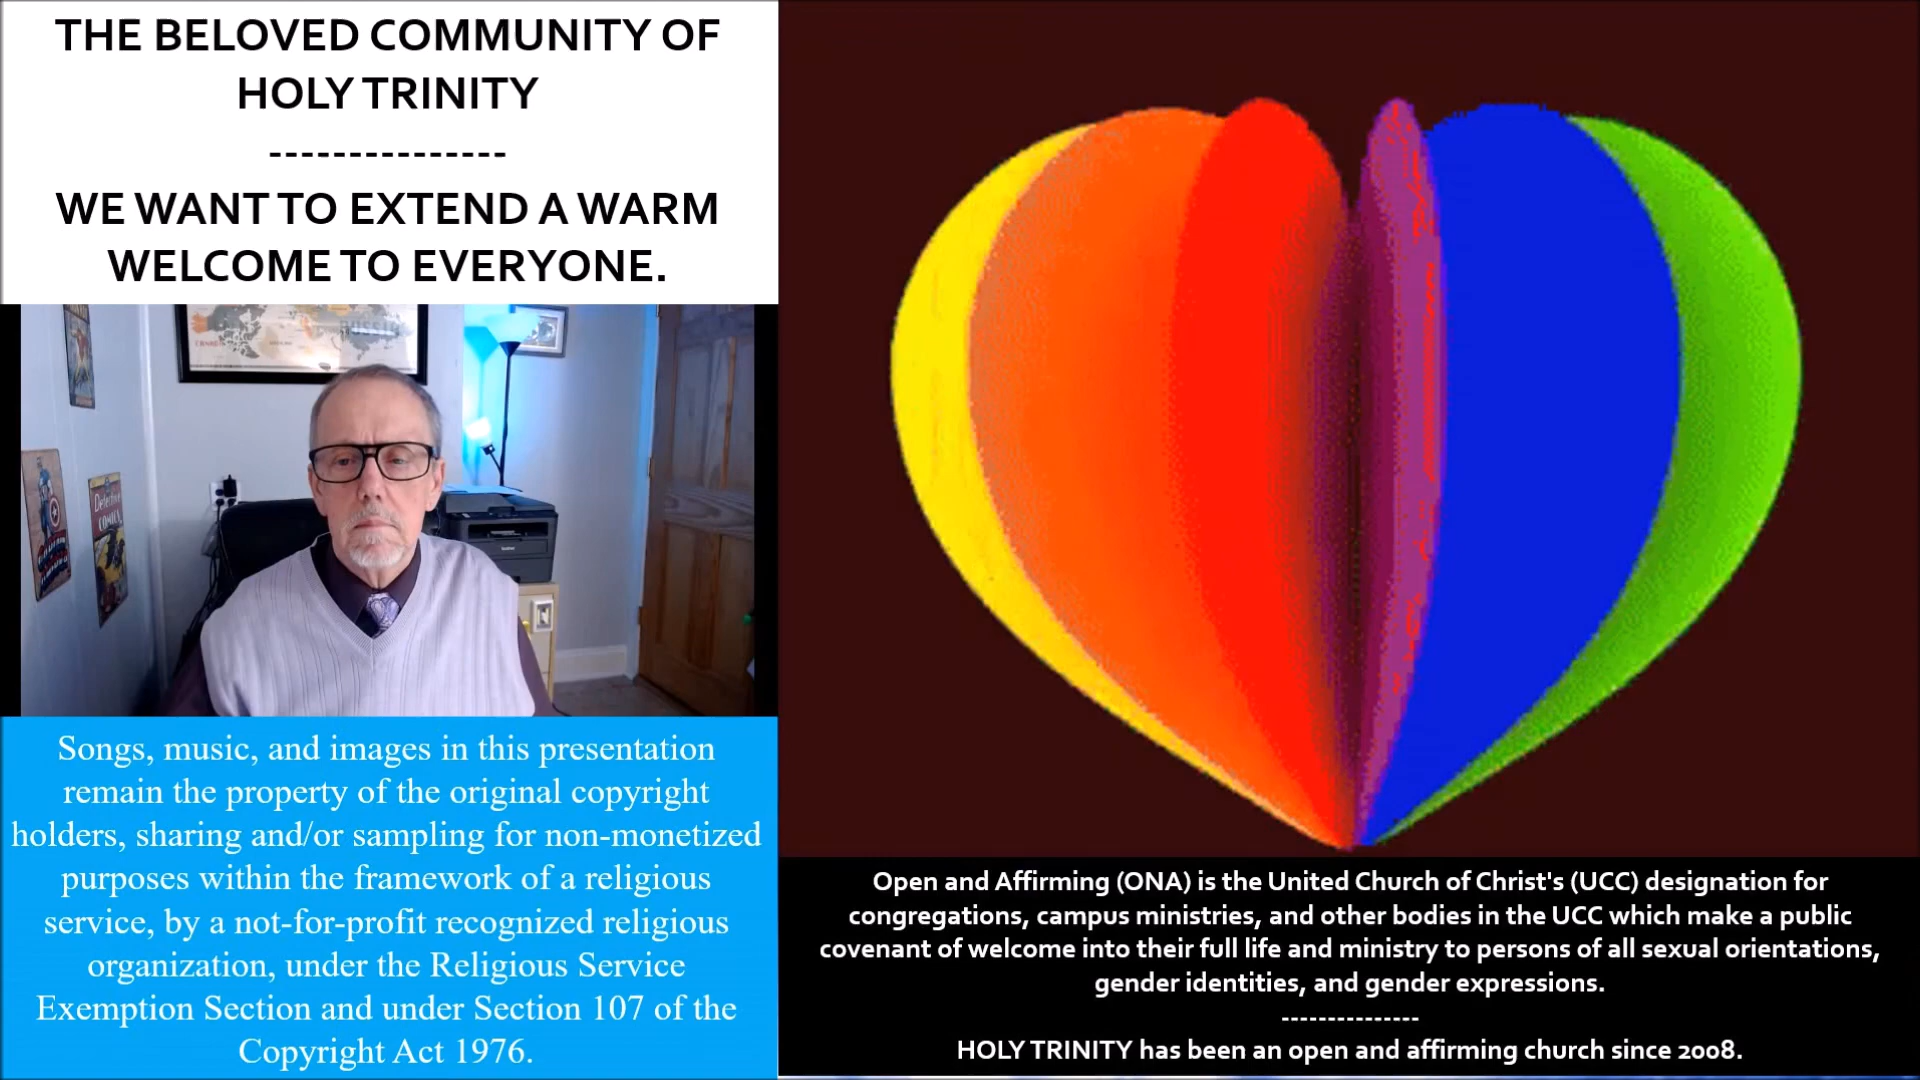 THE BELOVED COMMUNITY OF
HOLY TRINITY
---------------
WE WANT TO EXTEND A WARM
WELCOME TO EVERYONE.
RUSSIA
Detective
COMICS
brother
Songs, music, and images in this presentation
remain the property of the original copyright
holders, sharing and/or sampling for non-monetized
purposes within the framework of a religious
service, by a not-for-profit recognized religious
organization, under the Religious Service
Exemption Section and under Section 107 of the
Copyright Act 1976.
Open and Affirming (ONA) is the United Church of Christ's (UCC) designation for
congregations, campus ministries, and other bodies in the UCC which make a public
covenant of welcome into their full life and ministry to persons of all sexual orientations,
gender identities, and gender expressions.
---------------
HOLY TRINITY has been an open and affirming church since 2008.